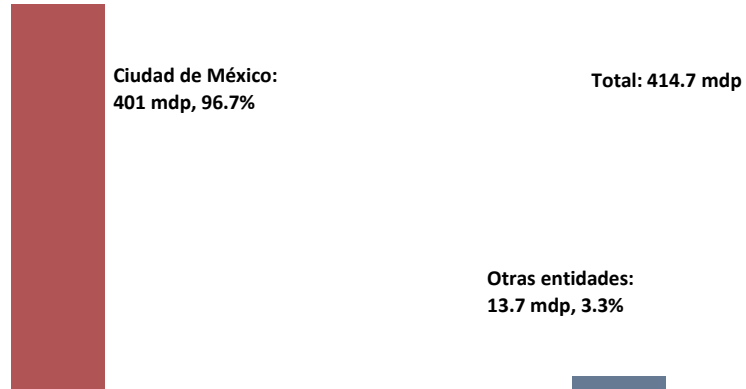 Ciudad de México:
401 mdp, 96.7%
Total: 414.7 mdp
Otras entidades:
13.7 mdp, 3.3%